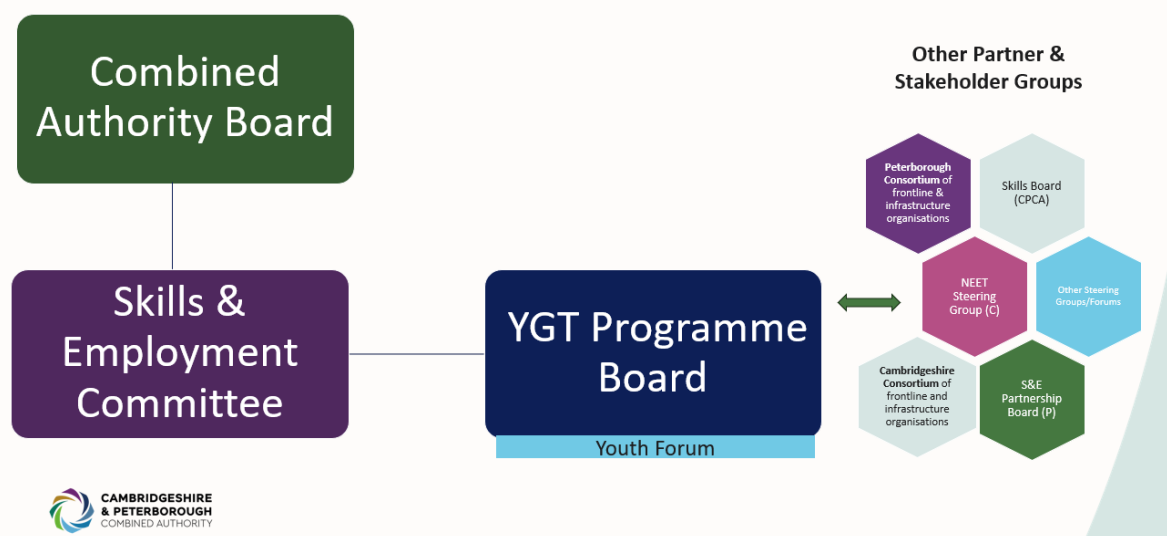 Combined
Authority Board
Skills &
Employment
Committee
YGT Programme
Board
Youth Forum
Other Partner &
Stakeholder Groups
Peterborough
Consortium of
frontline &
infrastructure
organisations
Skills Board
(CPCA)
NEET
Steering
Group (C)
Other Steering
Groups/Forums
Cambridgeshire
Consortium of
frontline and
infrastructure
organisations
S&E
Partnership
Board (P)
CAMBRIDGESHIRE
& PETERBOROUGH
COMBINED AUTHORITY